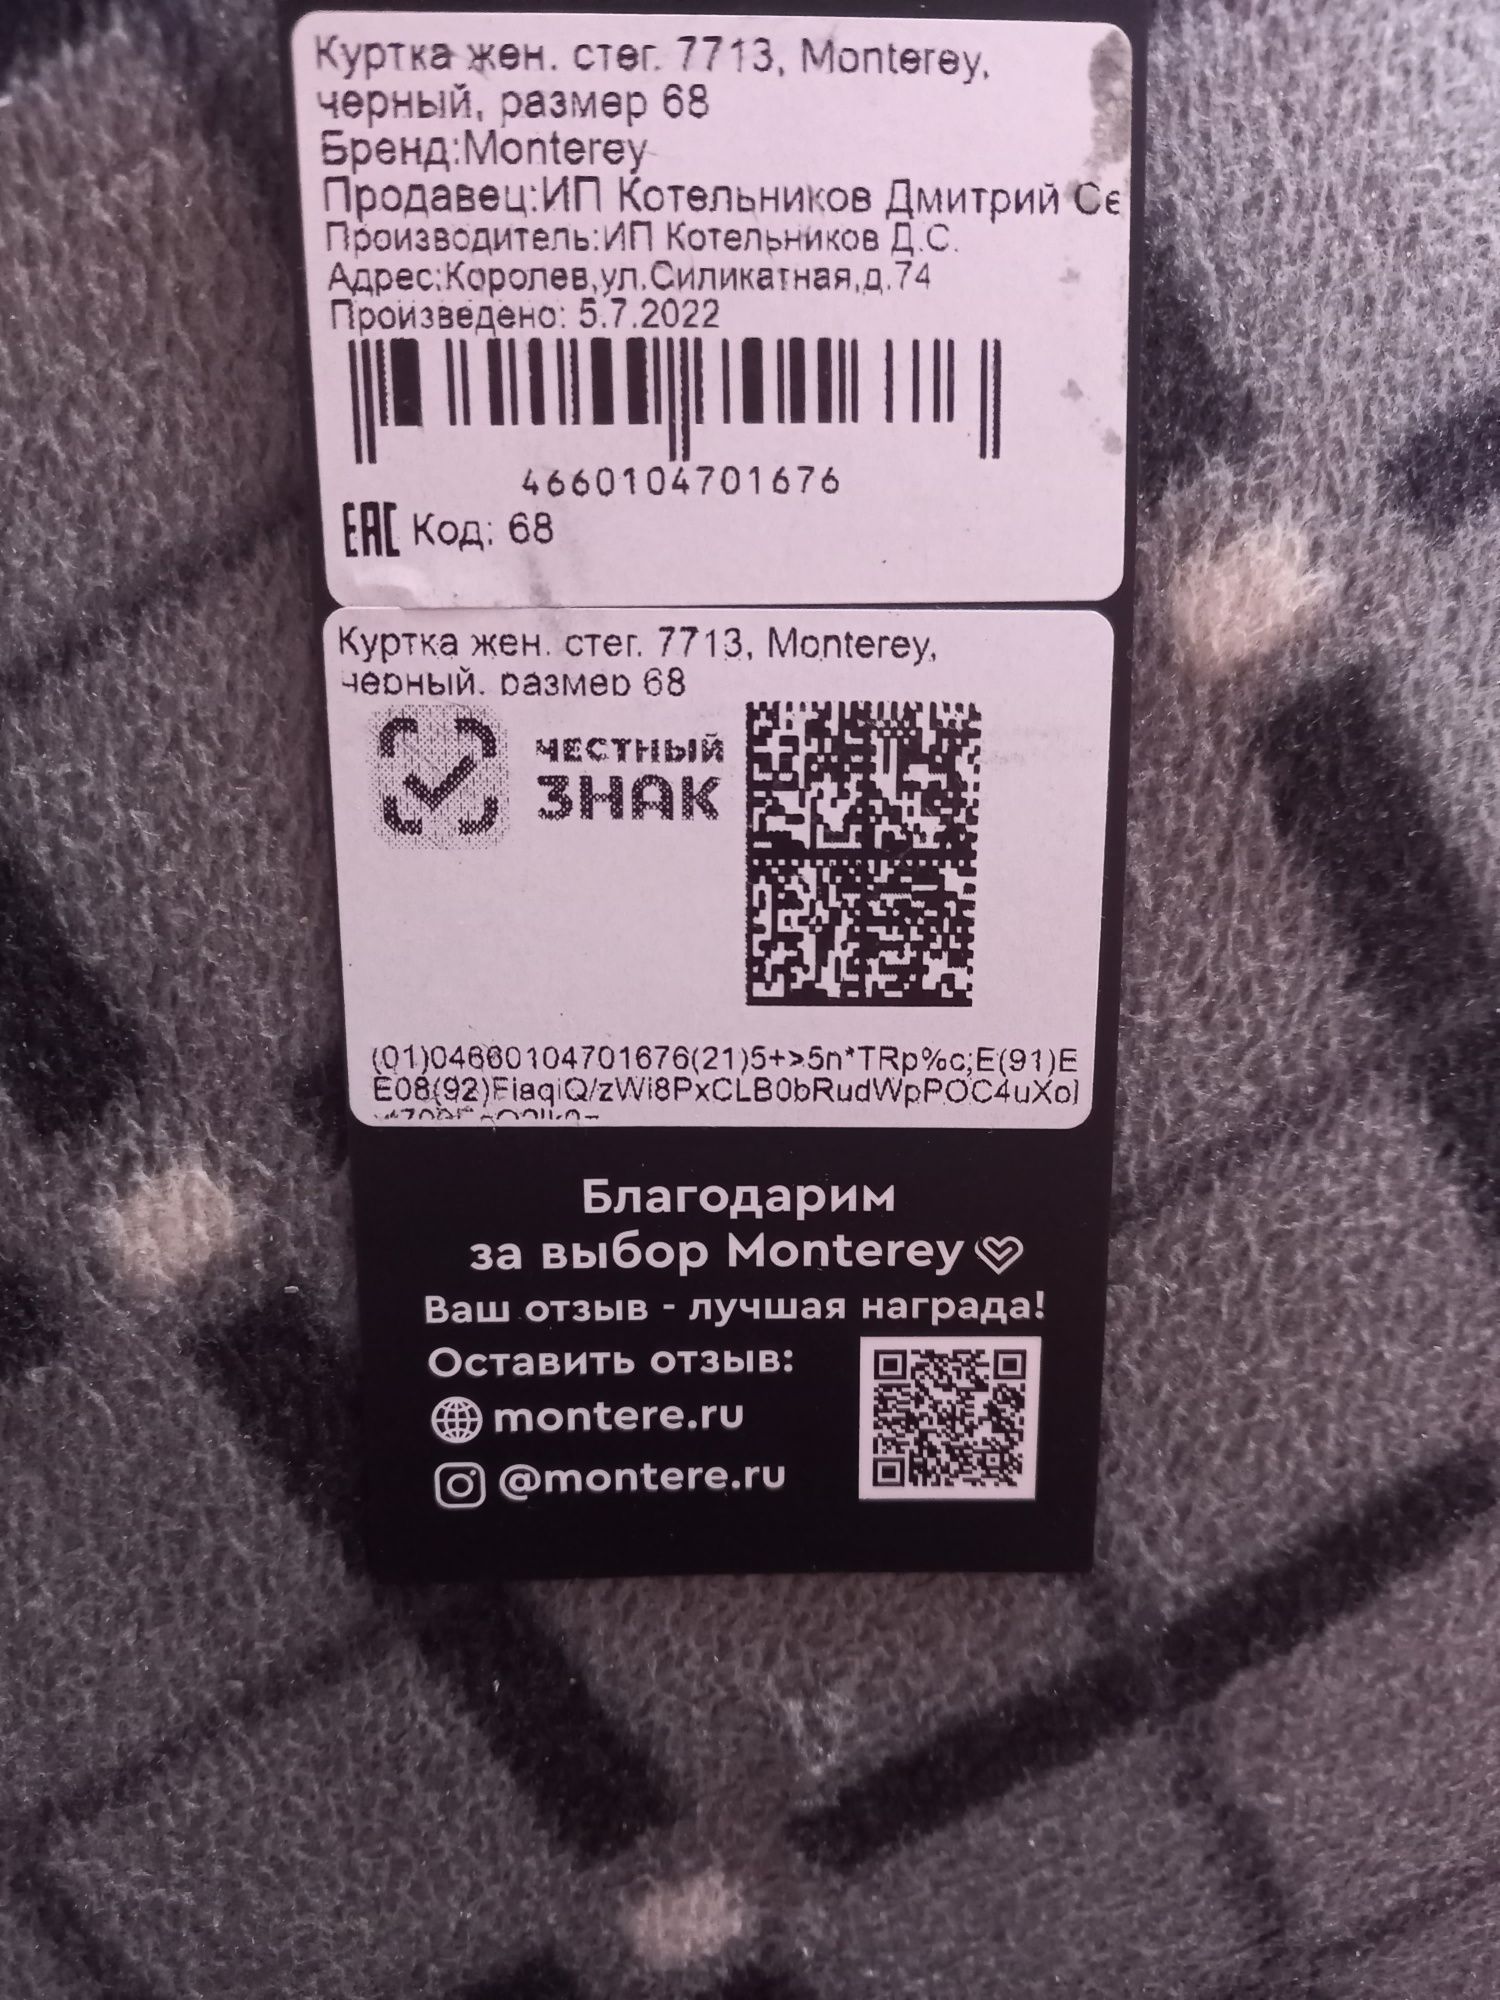 Куртка жен. стег. 7713, Monterey,
черный, размер 68
Бренд:Monterey
Продавец:ИП Котельников Дмитрий Се
Производитель:ИП Котельников Д.С.
Адрес:Королев,ул.Силикатная,д.74
Произведено: 5.7.2022
4660104701676
EAC Код: 68
Куртка жен. стег. 7713, Monterey,
черный, размер 68
ЧЕСТНЫЙ
ЗНАК
(01)04660104701676(21)5+>5n*TRp%c;E(91)E
E08(92)
Благодарим
за выбор Monterey
Ваш отзыв - лучшая награда!
Оставить отзыв:
montere.ru
@montere.ru